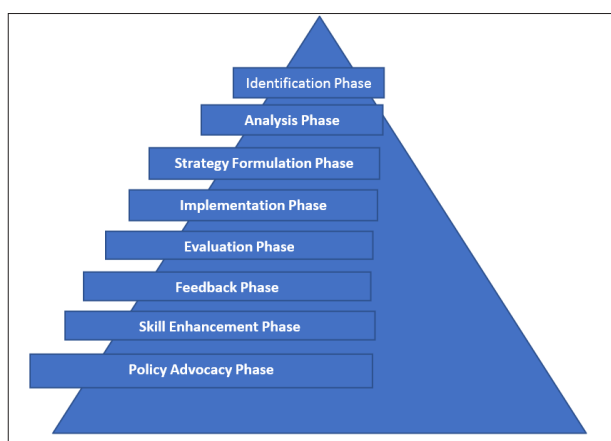 Identification Phase
Analysis Phase
Strategy Formulation Phase
Implementation Phase
Evaluation Phase
Feedback Phase
Skill Enhancement Phase
Policy Advocacy Phase